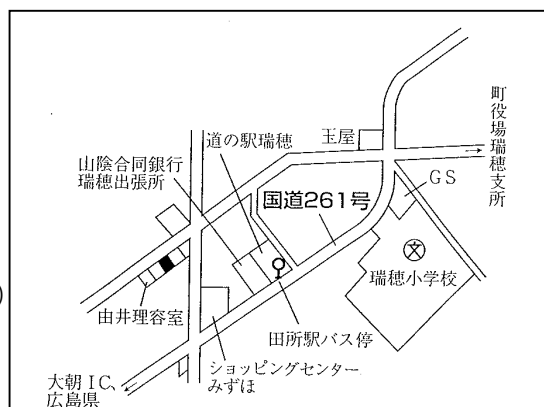 町役場瑞穂支所
玉屋
道の駅瑞穂
山陰合同銀行
瑞穂出張所
GS
国道261号
文
瑞穂小学校
由井理容室
田所駅バス停
ショッピングセンター
みずほ
大朝IC、
広島県
)